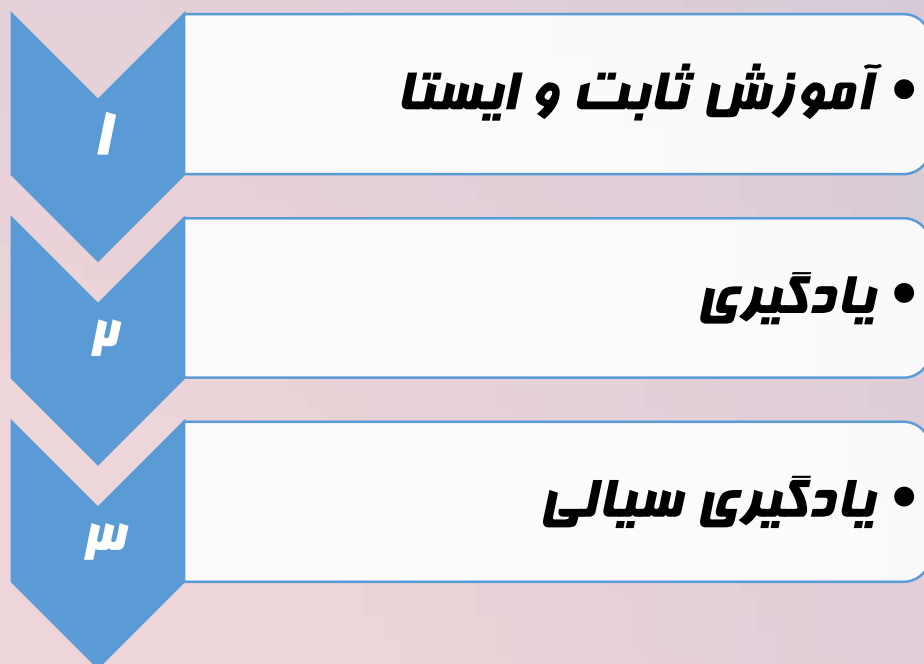 ۱
• آموزش ثابت و ایستا
۲
• یادگیری
۳
• یادگیری سیالی